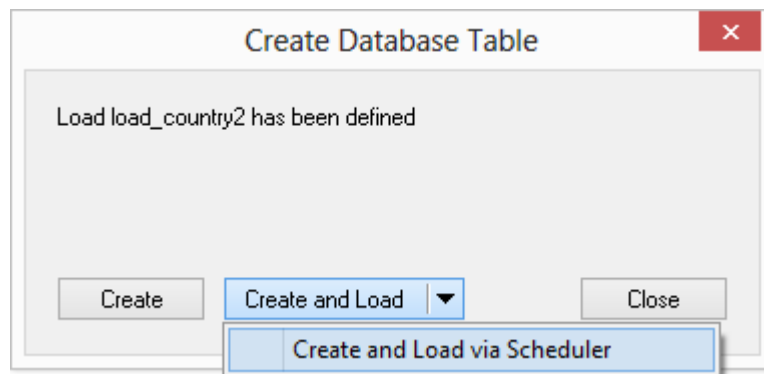 Create Database Table
Load load_country2 has been defined
Create
Create and Load
Close
Create and Load via Scheduler